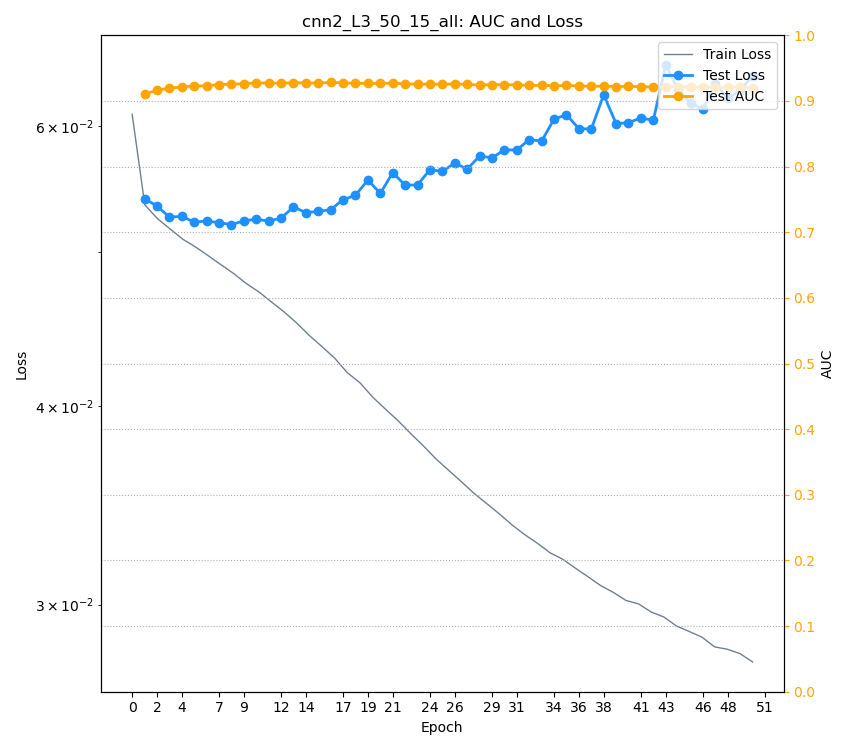 cnn2_L3_50_15_all: AUC and Loss
Train Loss
Test Loss
Test AUC
Loss
6 × 10⁻²
4 × 10⁻²
3 × 10⁻²
AUC
1.0
0.9
0.8
0.7
0.6
0.5
0.4
0.3
0.2
0.1
0.0
0 2 4 7 9 12 14 17 19 21 24 26 29 31 34 36 38 41 43 46 48 51
Epoch